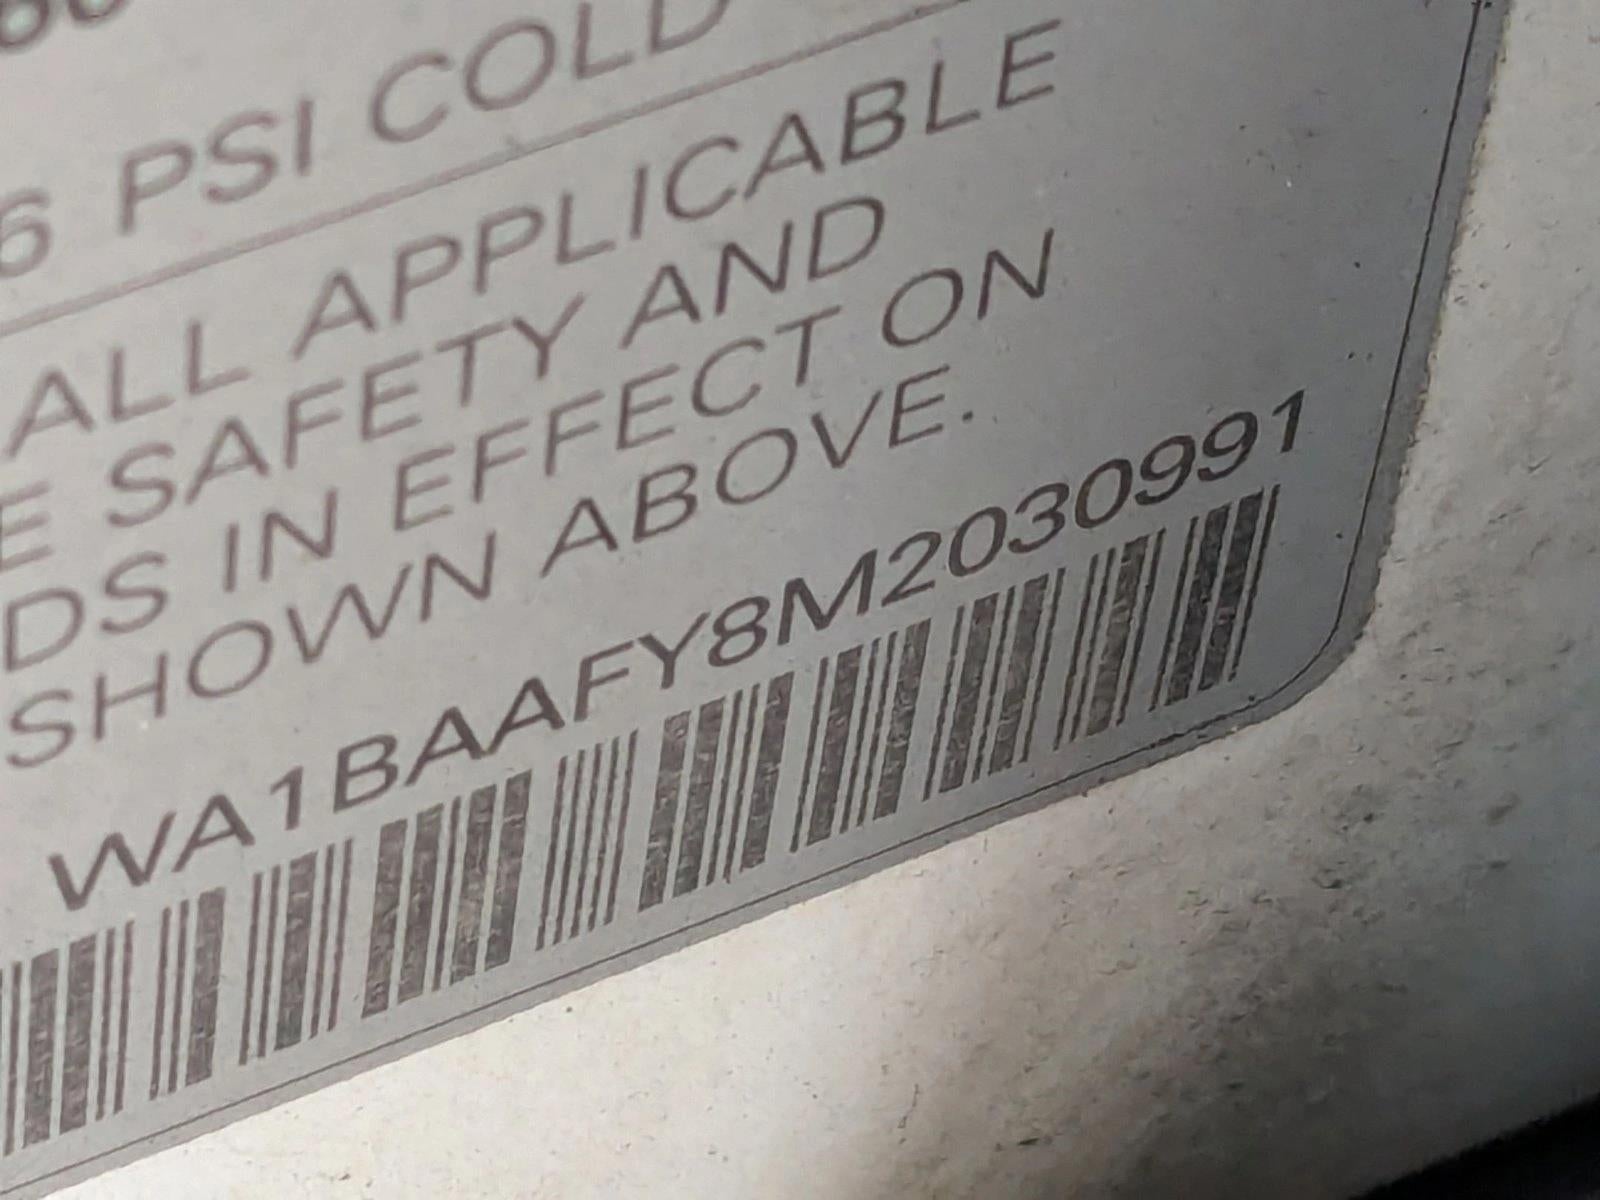 6 PSI COLD
ALL APPLICABLE
E SAFETY AND
DS IN EFFECT ON
SHOWN ABOVE.
WA1BAAFY8M2030991